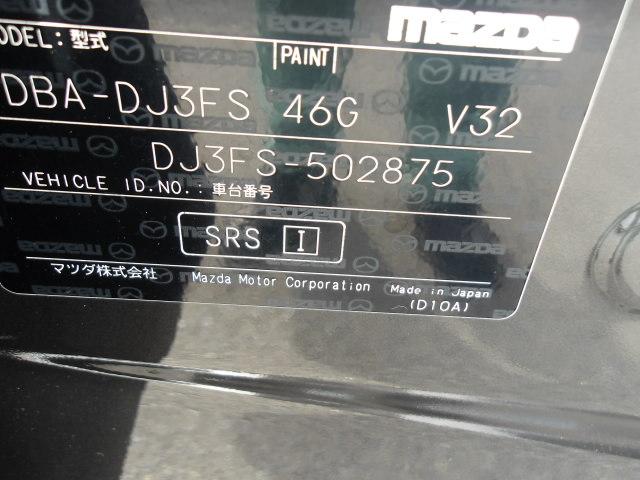 mazda
MODEL: 型式 PAINT
DBA-DJ3FS 46G V32
DJ3FS-502875
VEHICLE ID.NO.: 車台番号
SRS I
マツダ株式会社 Mazda Motor Corporation Made in Japan
(D10A)